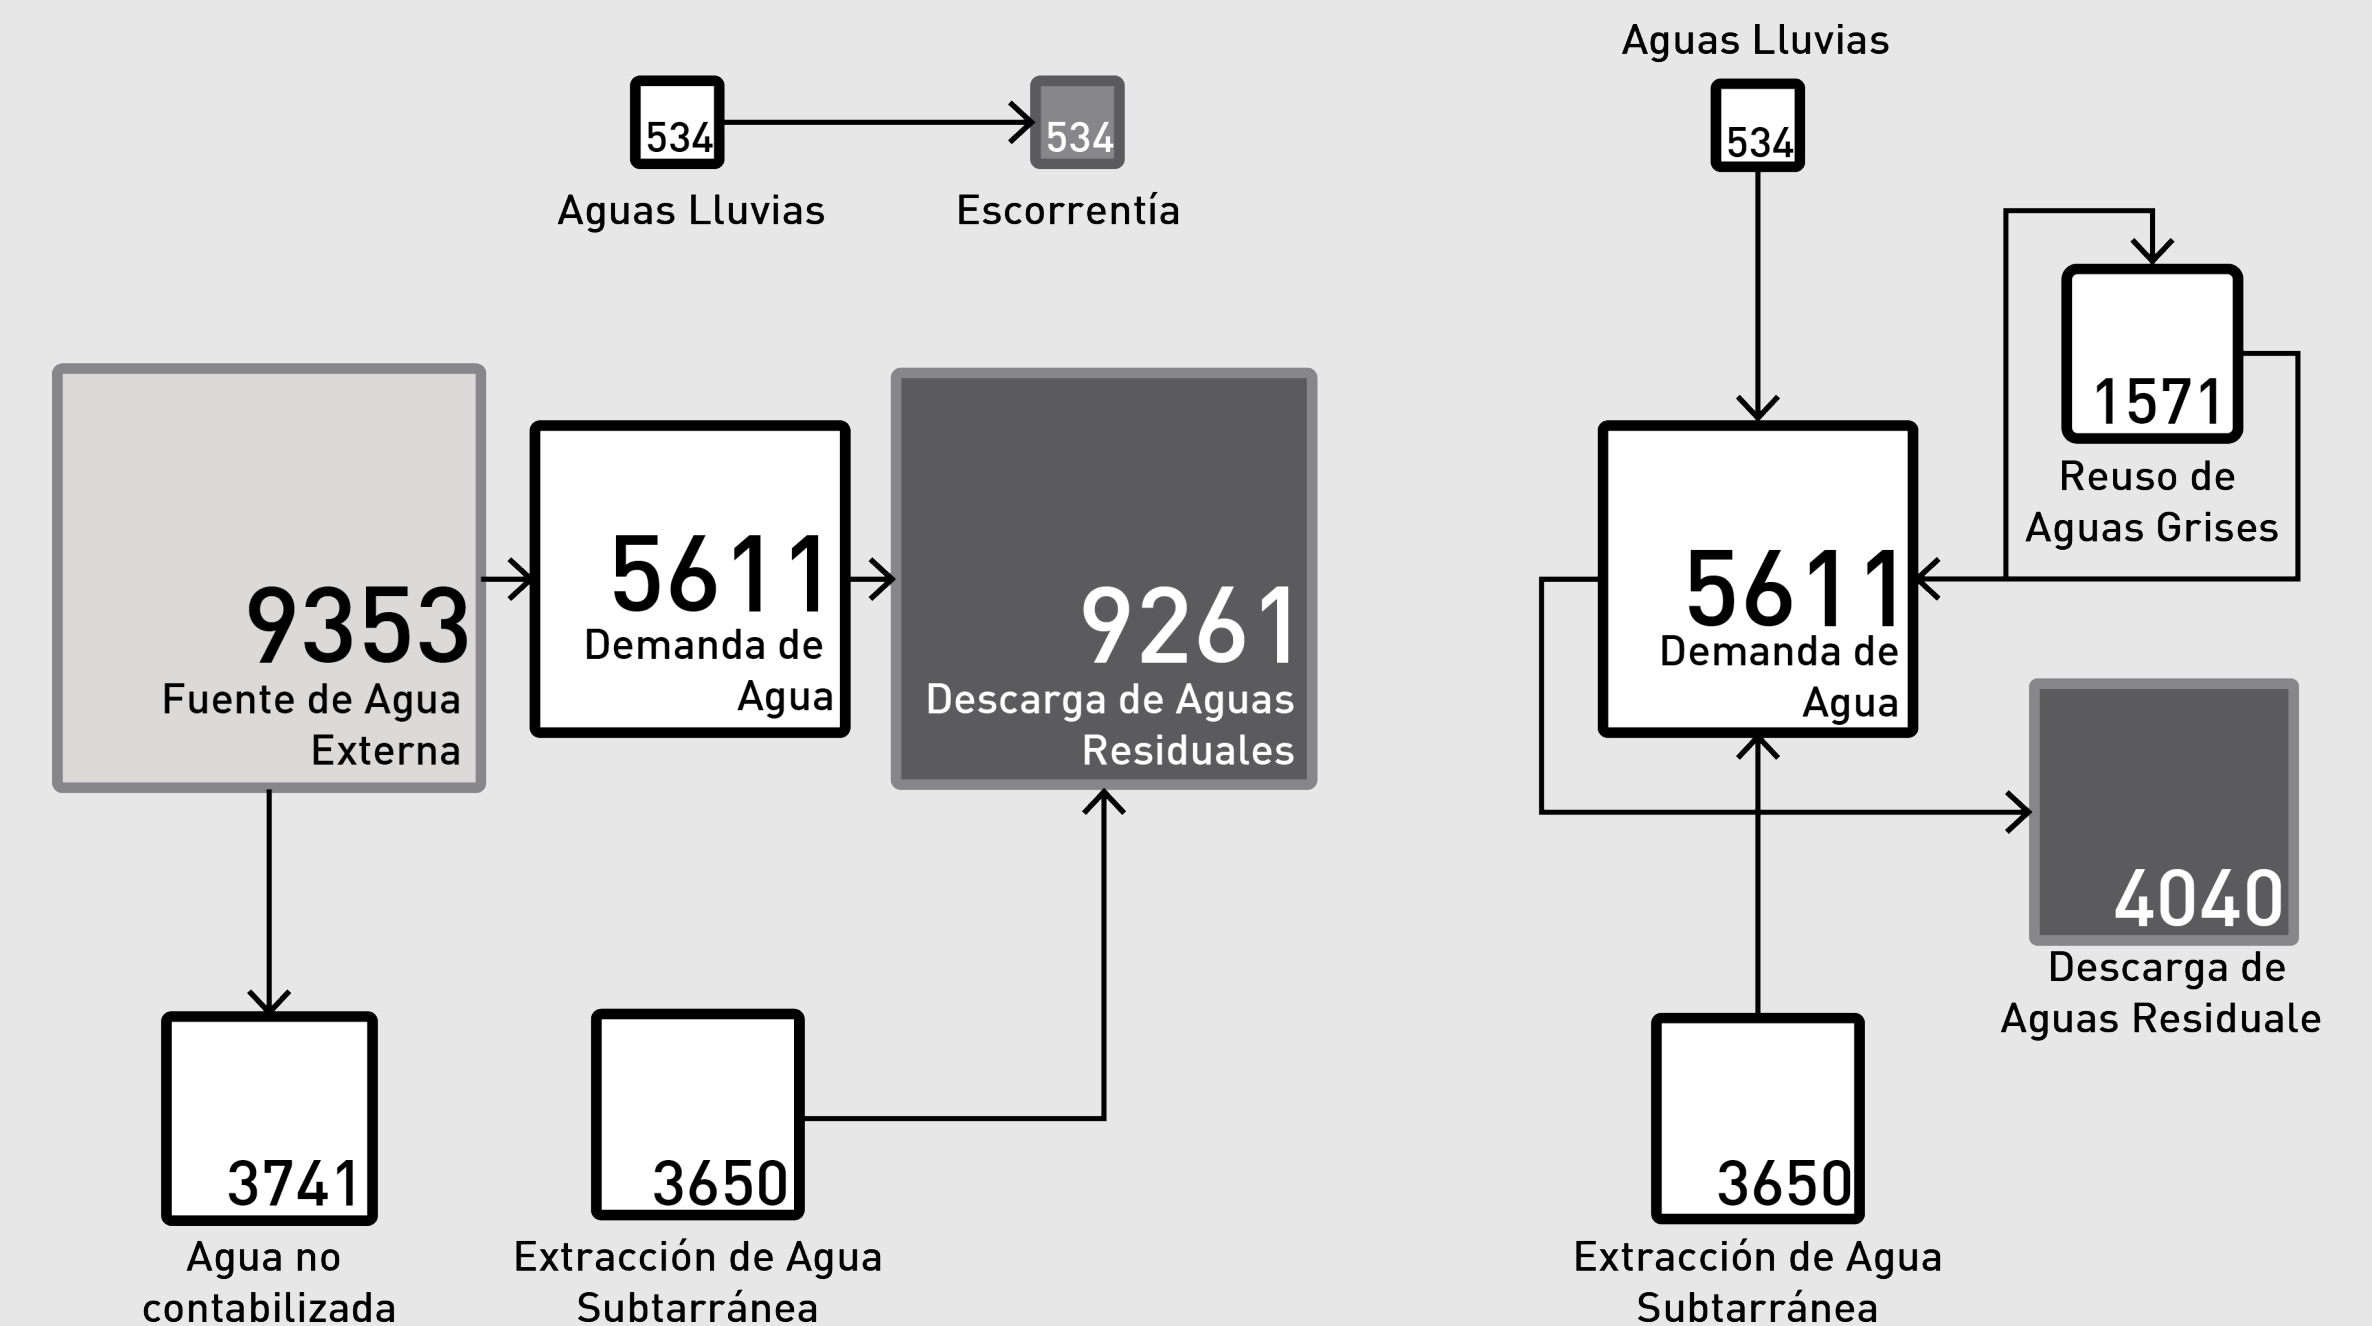 534
Aguas Lluvias
534
Escorrentía
9353
Fuente de Agua
Externa
5611
Demanda de
Agua
9261
Descarga de Aguas
Residuales
3741
Agua no
contabilizada
3650
Extracción de Agua
Subtarránea
Aguas Lluvias
534
1571
Reuso de
Aguas Grises
5611
Demanda de
Agua
4040
Descarga de
Aguas Residuale
3650
Extracción de Agua
Subtarránea